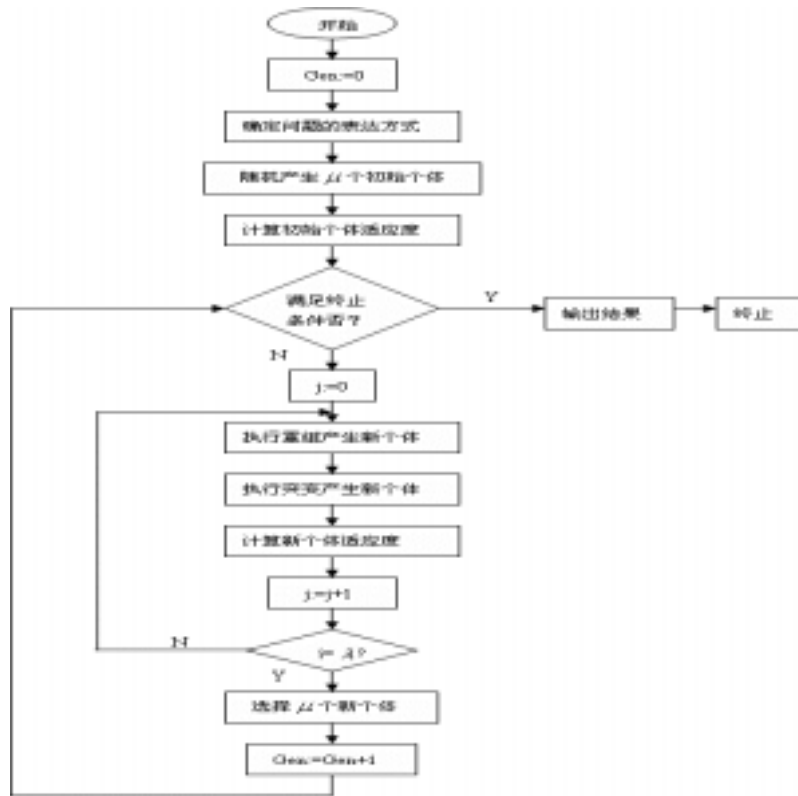 开始
Gen:=0
确定问题的表达方式
随机产生 μ 个初始个体
计算初始个体适应度
满足终止
条件否?
Y
输出结果
终止
N
j:=0
执行重组产生新个体
执行突变产生新个体
计算新个体适应度
j:=j+1
N
λ?
Y
选择 μ 个新个体
Gen:=Gen+1